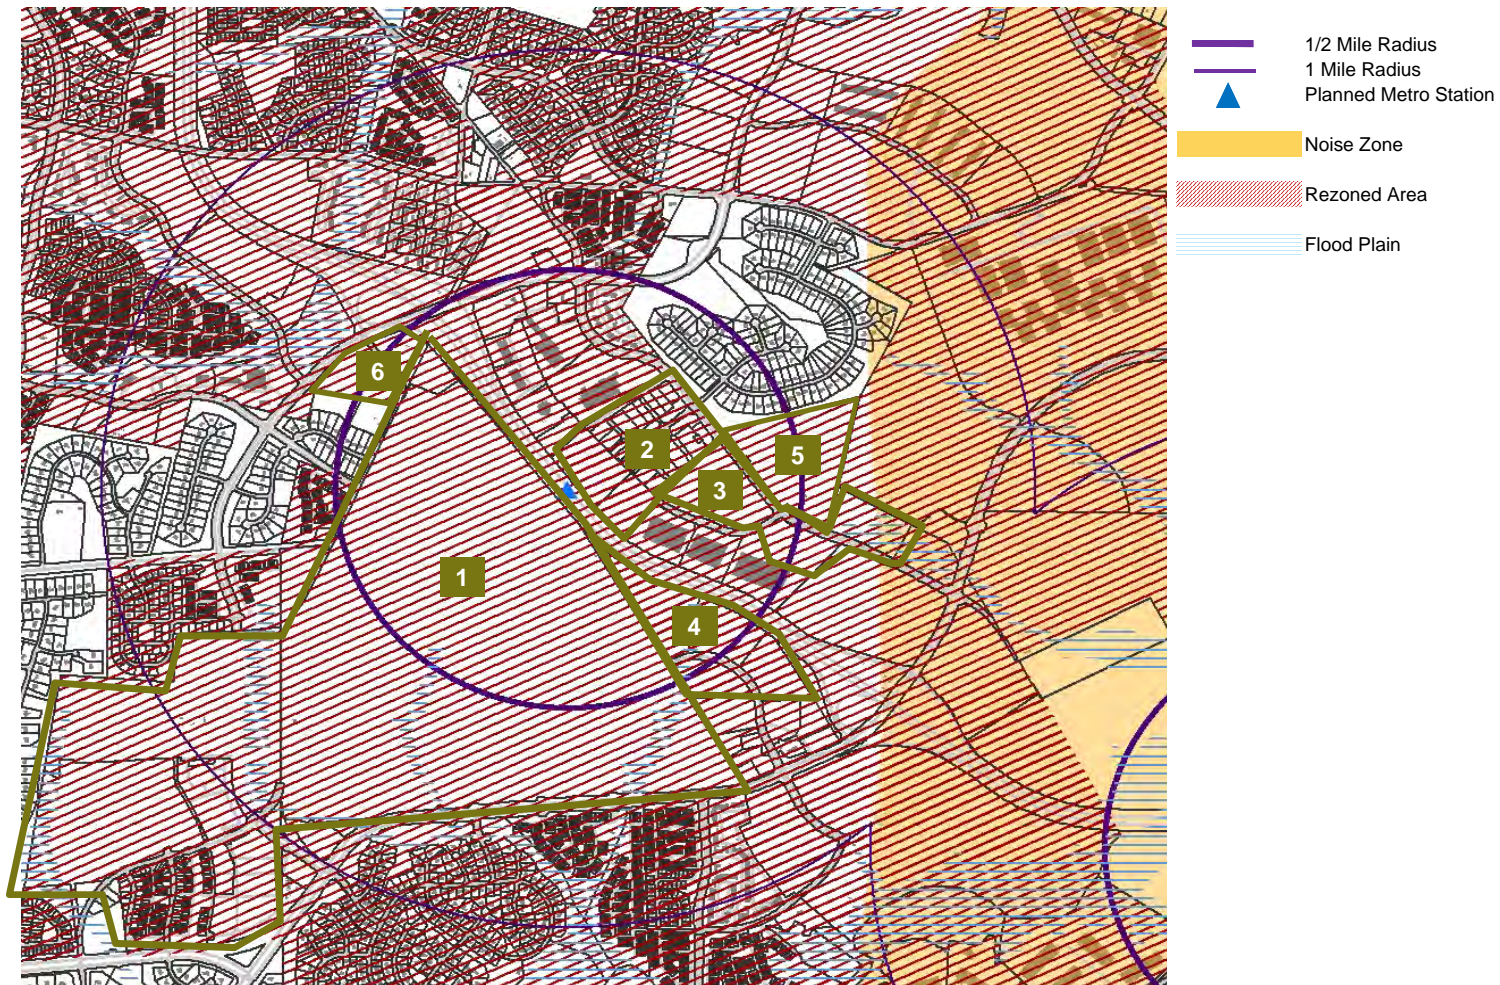 1/2 Mile Radius
1 Mile Radius
Planned Metro Station
Noise Zone
Rezoned Area
Flood Plain
6
2
5
3
1
4